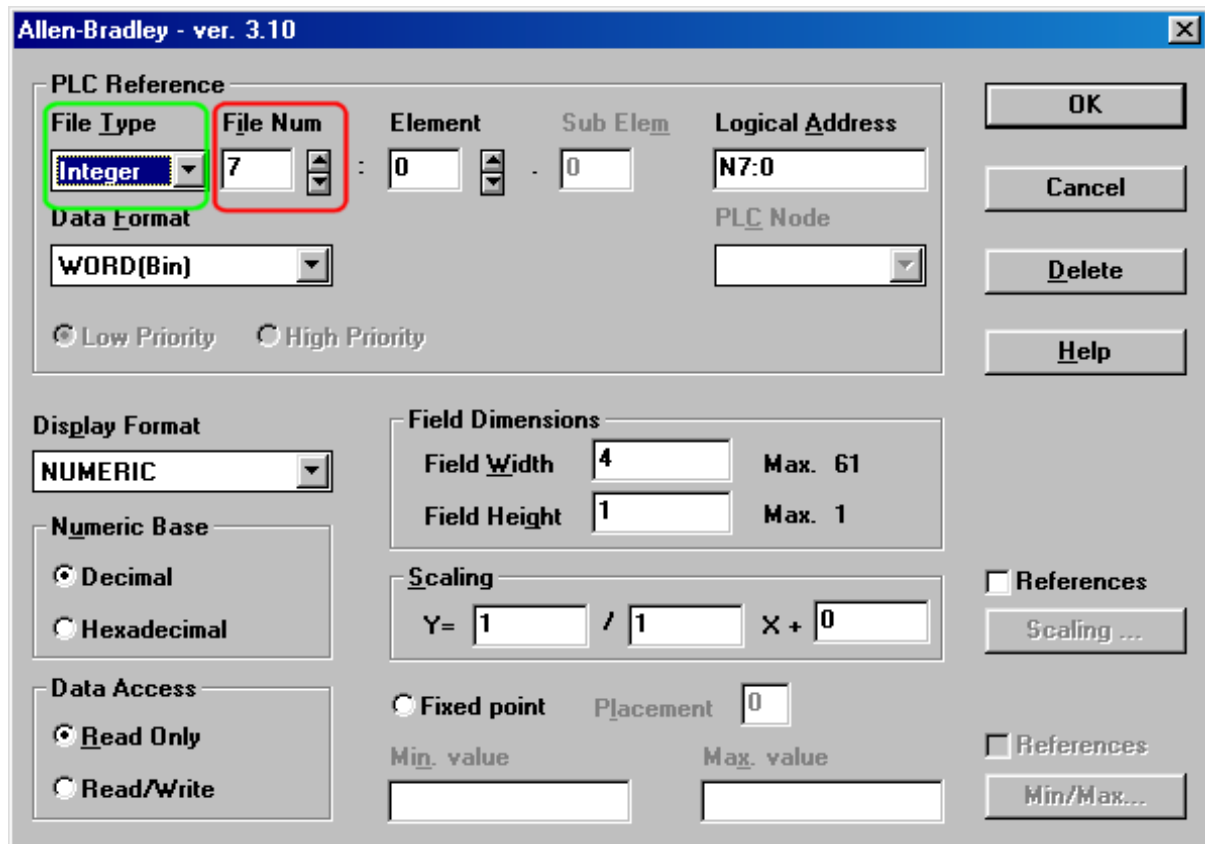 Allen-Bradley - ver. 3.10
PLC Reference
File Type File Num Element Sub Elem Logical Address
Integer 7 : 0 . 0 N7:0
Data Format PLC Node
WORD(Bin)
Low Priority High Priority
OK
Cancel
Delete
Help
Display Format
NUMERIC
Numeric Base
Decimal
Hexadecimal
Data Access
Read Only
Read/Write
Field Dimensions
Field Width 4 Max. 61
Field Height 1 Max. 1
Scaling
Y= 1 / 1 X + 0
Fixed point Placement 0
Min. value Max. value
References
Scaling ...
References
Min/Max...